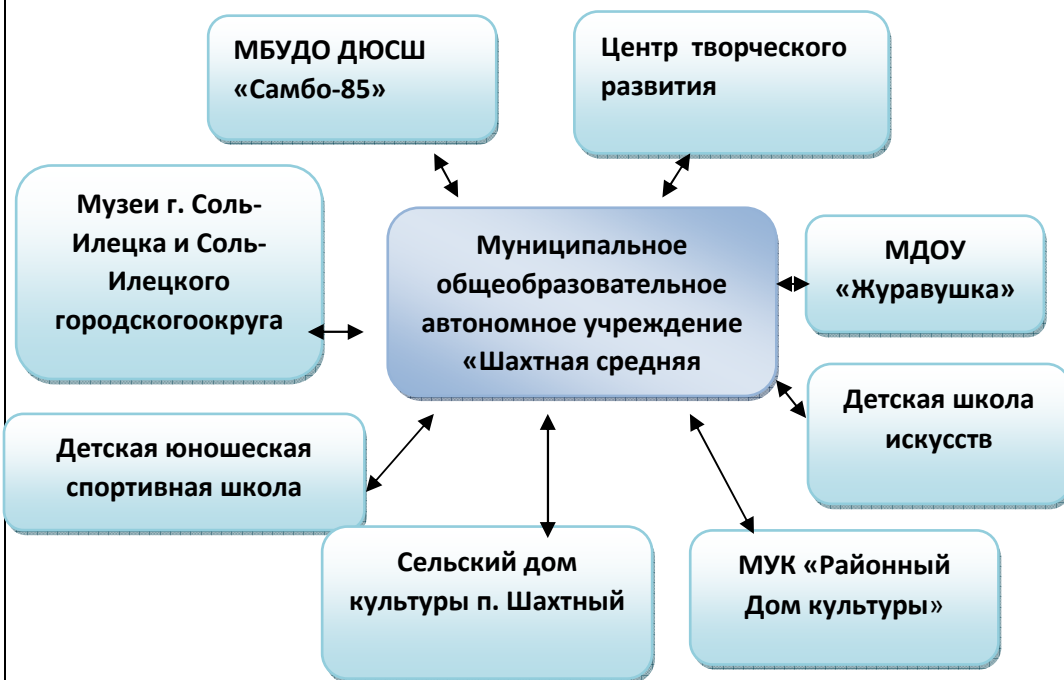 МБУДО ДЮСШ
«Самбо-85»
Центр творческого
развития
Музеи г. Соль-
Илецка и Соль-
Илецкого
городскогоокруга
Муниципальное
общеобразовательное
автономное учреждение
«Шахтная средняя
МДОУ
«Журавушка»
Детская школа
искусств
Детская юношеская
спортивная школа
Сельский дом
культуры п. Шахтный
МУК «Районный
Дом культуры»